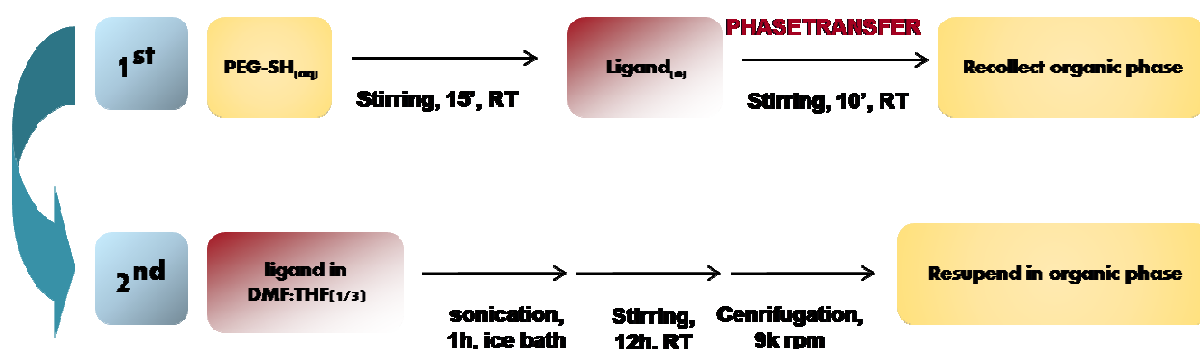 1st
PEG-SH(aq)
Stirring, 15', RT
Ligand(o)
PHASETRANSFER
Stirring, 10', RT
Recollect organic phase
2nd
ligand in
DMF:THF(1/3)
sonication,
1h, ice bath
Stirring,
12h, RT
Cenrifugation,
9k rpm
Resupend in organic phase